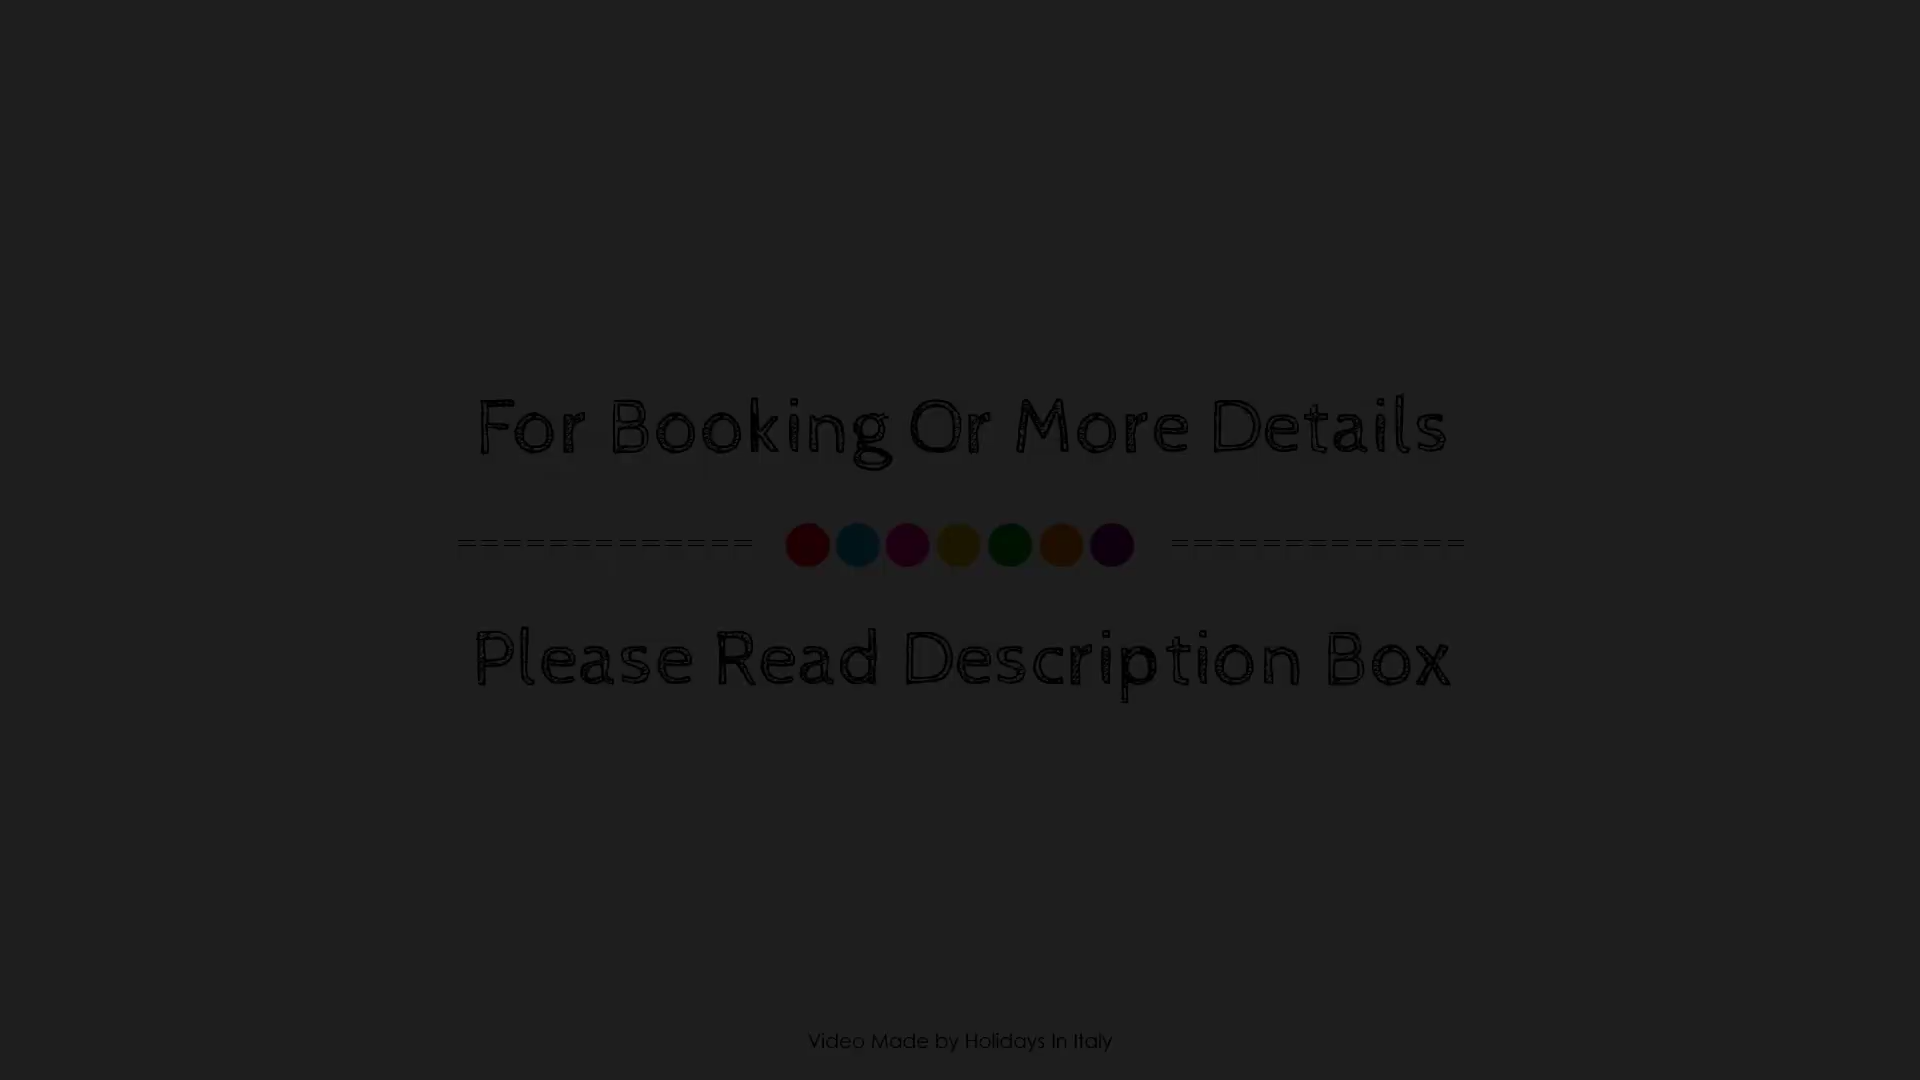 For Booking Or More Details
============= =============
Please Read Description Box
Video Made by Holidays In Italy